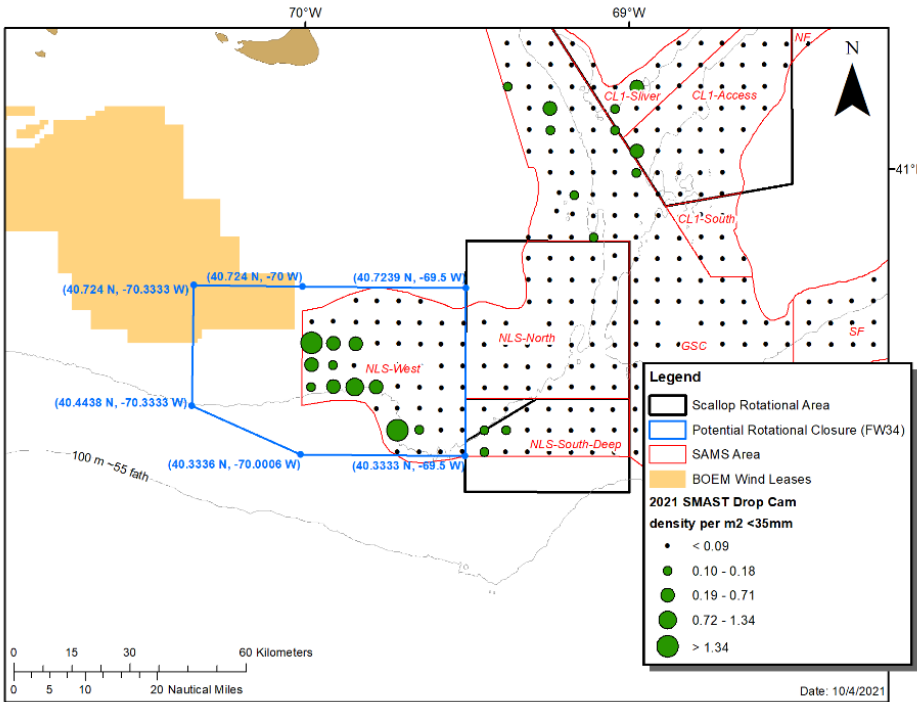 70°W
69°W
NF
N
CL1-Sliver
CL1-Access
41°N
CL1-South
(40.724 N, -70 W)
(40.7239 N, -69.5 W)
(40.724 N, -70.3333 W)
NLS-North
GSC
SF
NLS-West
(40.4438 N, -70.3333 W)
NLS-South-Deep
(40.3336 N, -70.0006 W)
(40.3333 N, -69.5 W)
100 m ~55 fath
Legend
Scallop Rotational Area
Potential Rotational Closure (FW34)
SAMS Area
BOEM Wind Leases
2021 SMAST Drop Cam
density per m2 <35mm
< 0.09
0.10 - 0.18
0.19 - 0.71
0.72 - 1.34
> 1.34
0 15 30 60 Kilometers
0 5 10 20 Nautical Miles
Date: 10/4/2021